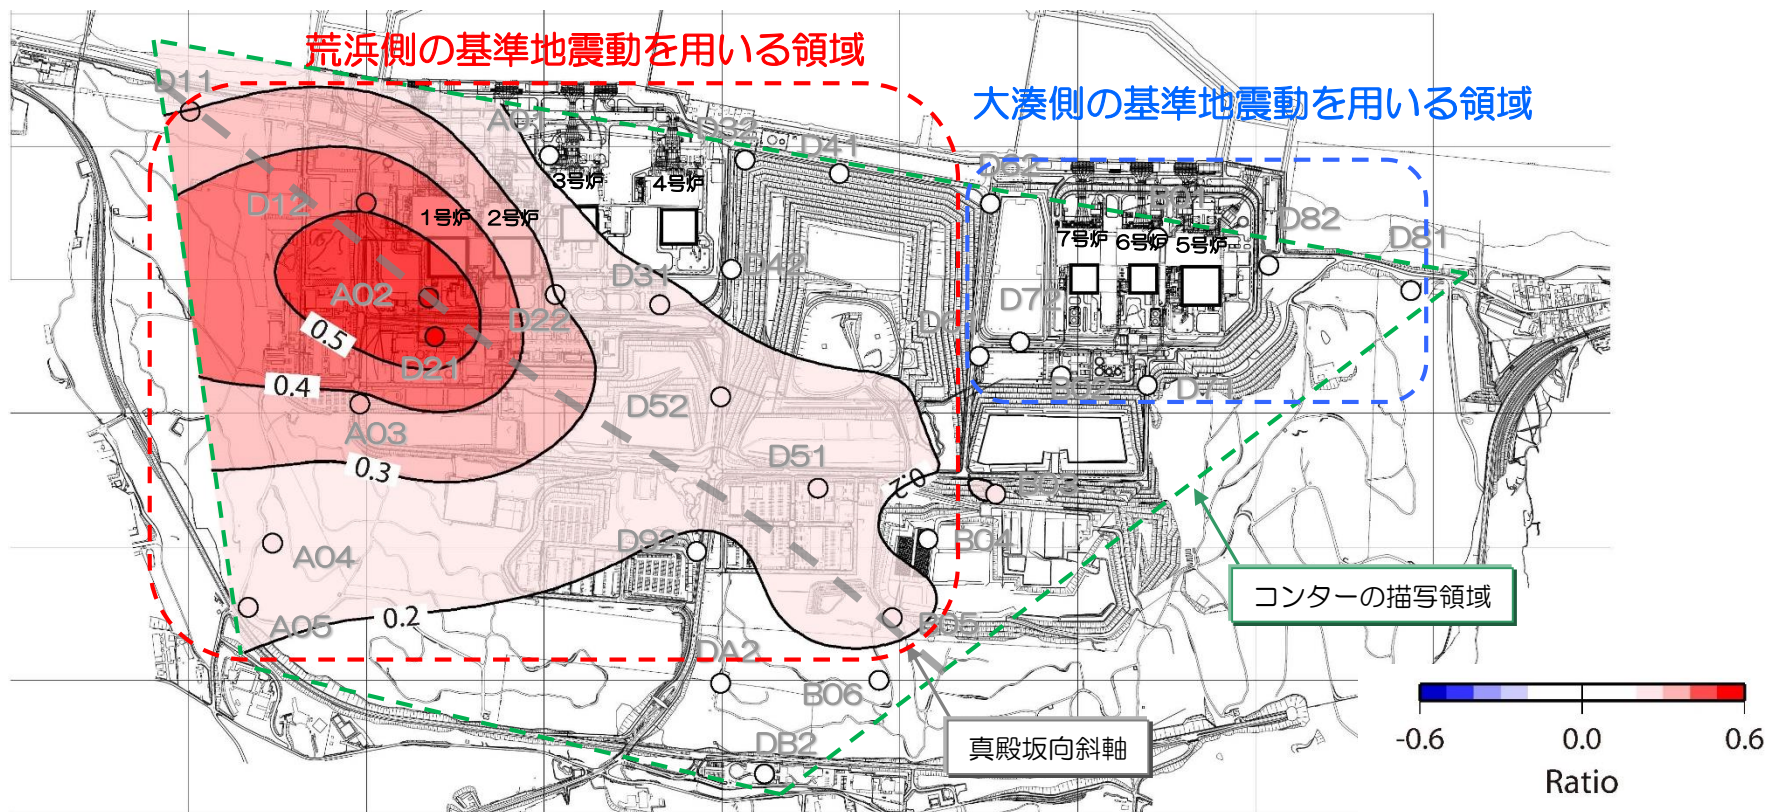 荒浜側の基準地震動を用いる領域
大湊側の基準地震動を用いる領域
D11
A01
D32
D41
D62
B01
D82
D81
3号炉
4号炉
D12
1号炉
2号炉
7号炉
6号炉
5号炉
A02
D31
D42
D22
D72
0.5
D21
0.4
D52
D71
A03
0.3
D51
0.2
B03
D92
B04
A04
コンターの描写領域
A05
0.2
B05
DA2
B06
DB2
真殿坂向斜軸
-0.6
0.0
0.6
Ratio